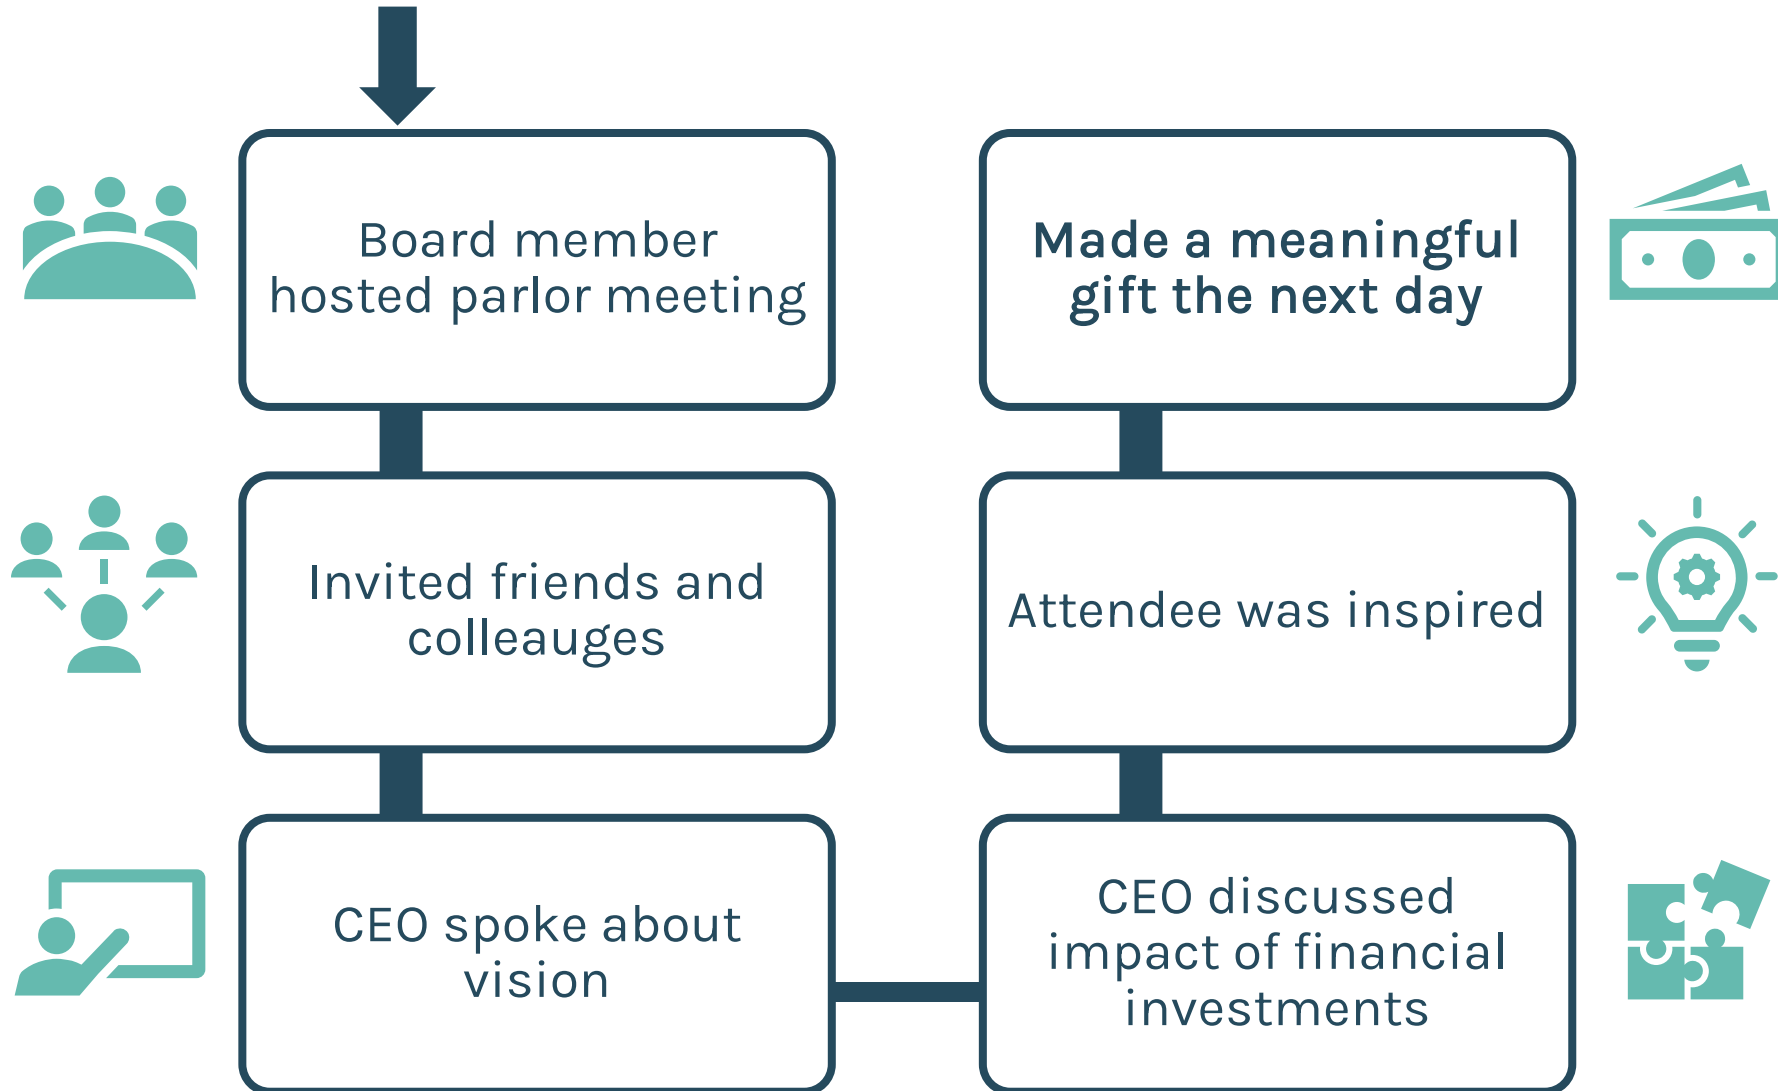 Board member
hosted parlor meeting
Invited friends and
colleauges
CEO spoke about
vision
CEO discussed
impact of financial
investments
Attendee was inspired
Made a meaningful
gift the next day